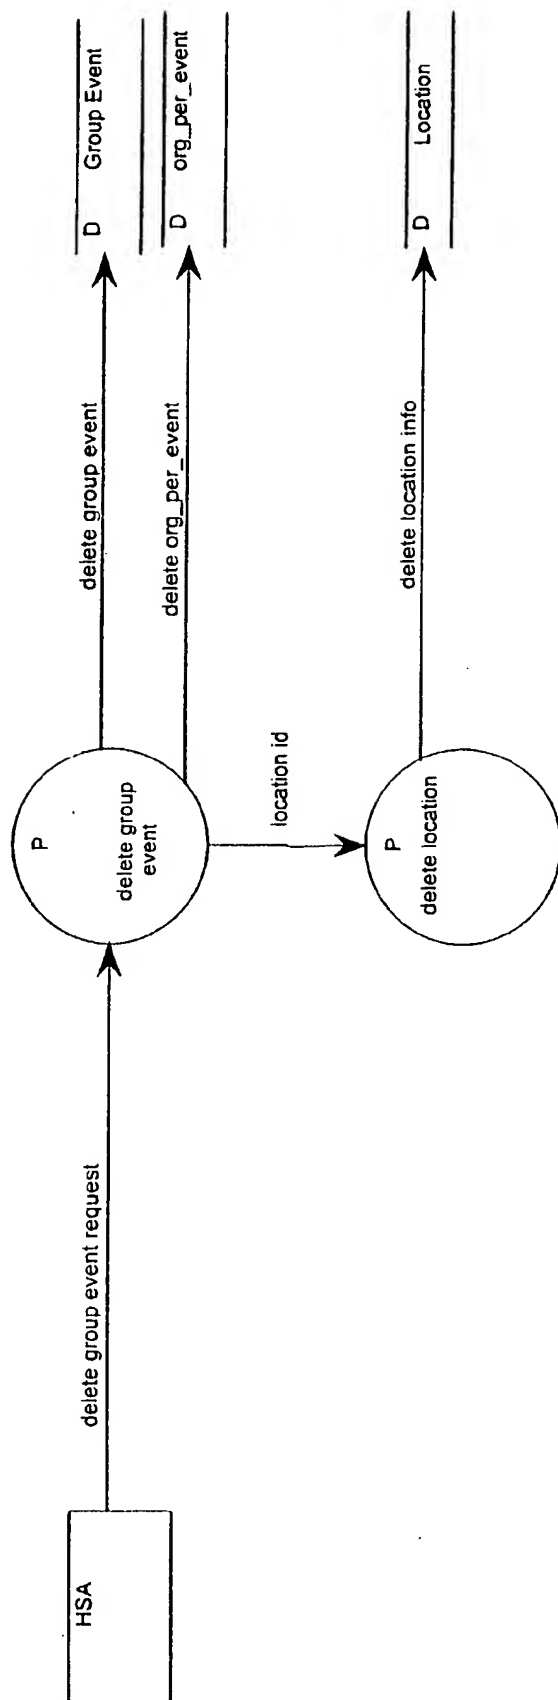 HSA
delete group event request
P
delete group
event
delete group event
D Group Event
delete org_per_event
D org_per_event
location id
P
delete location
delete location info
D Location